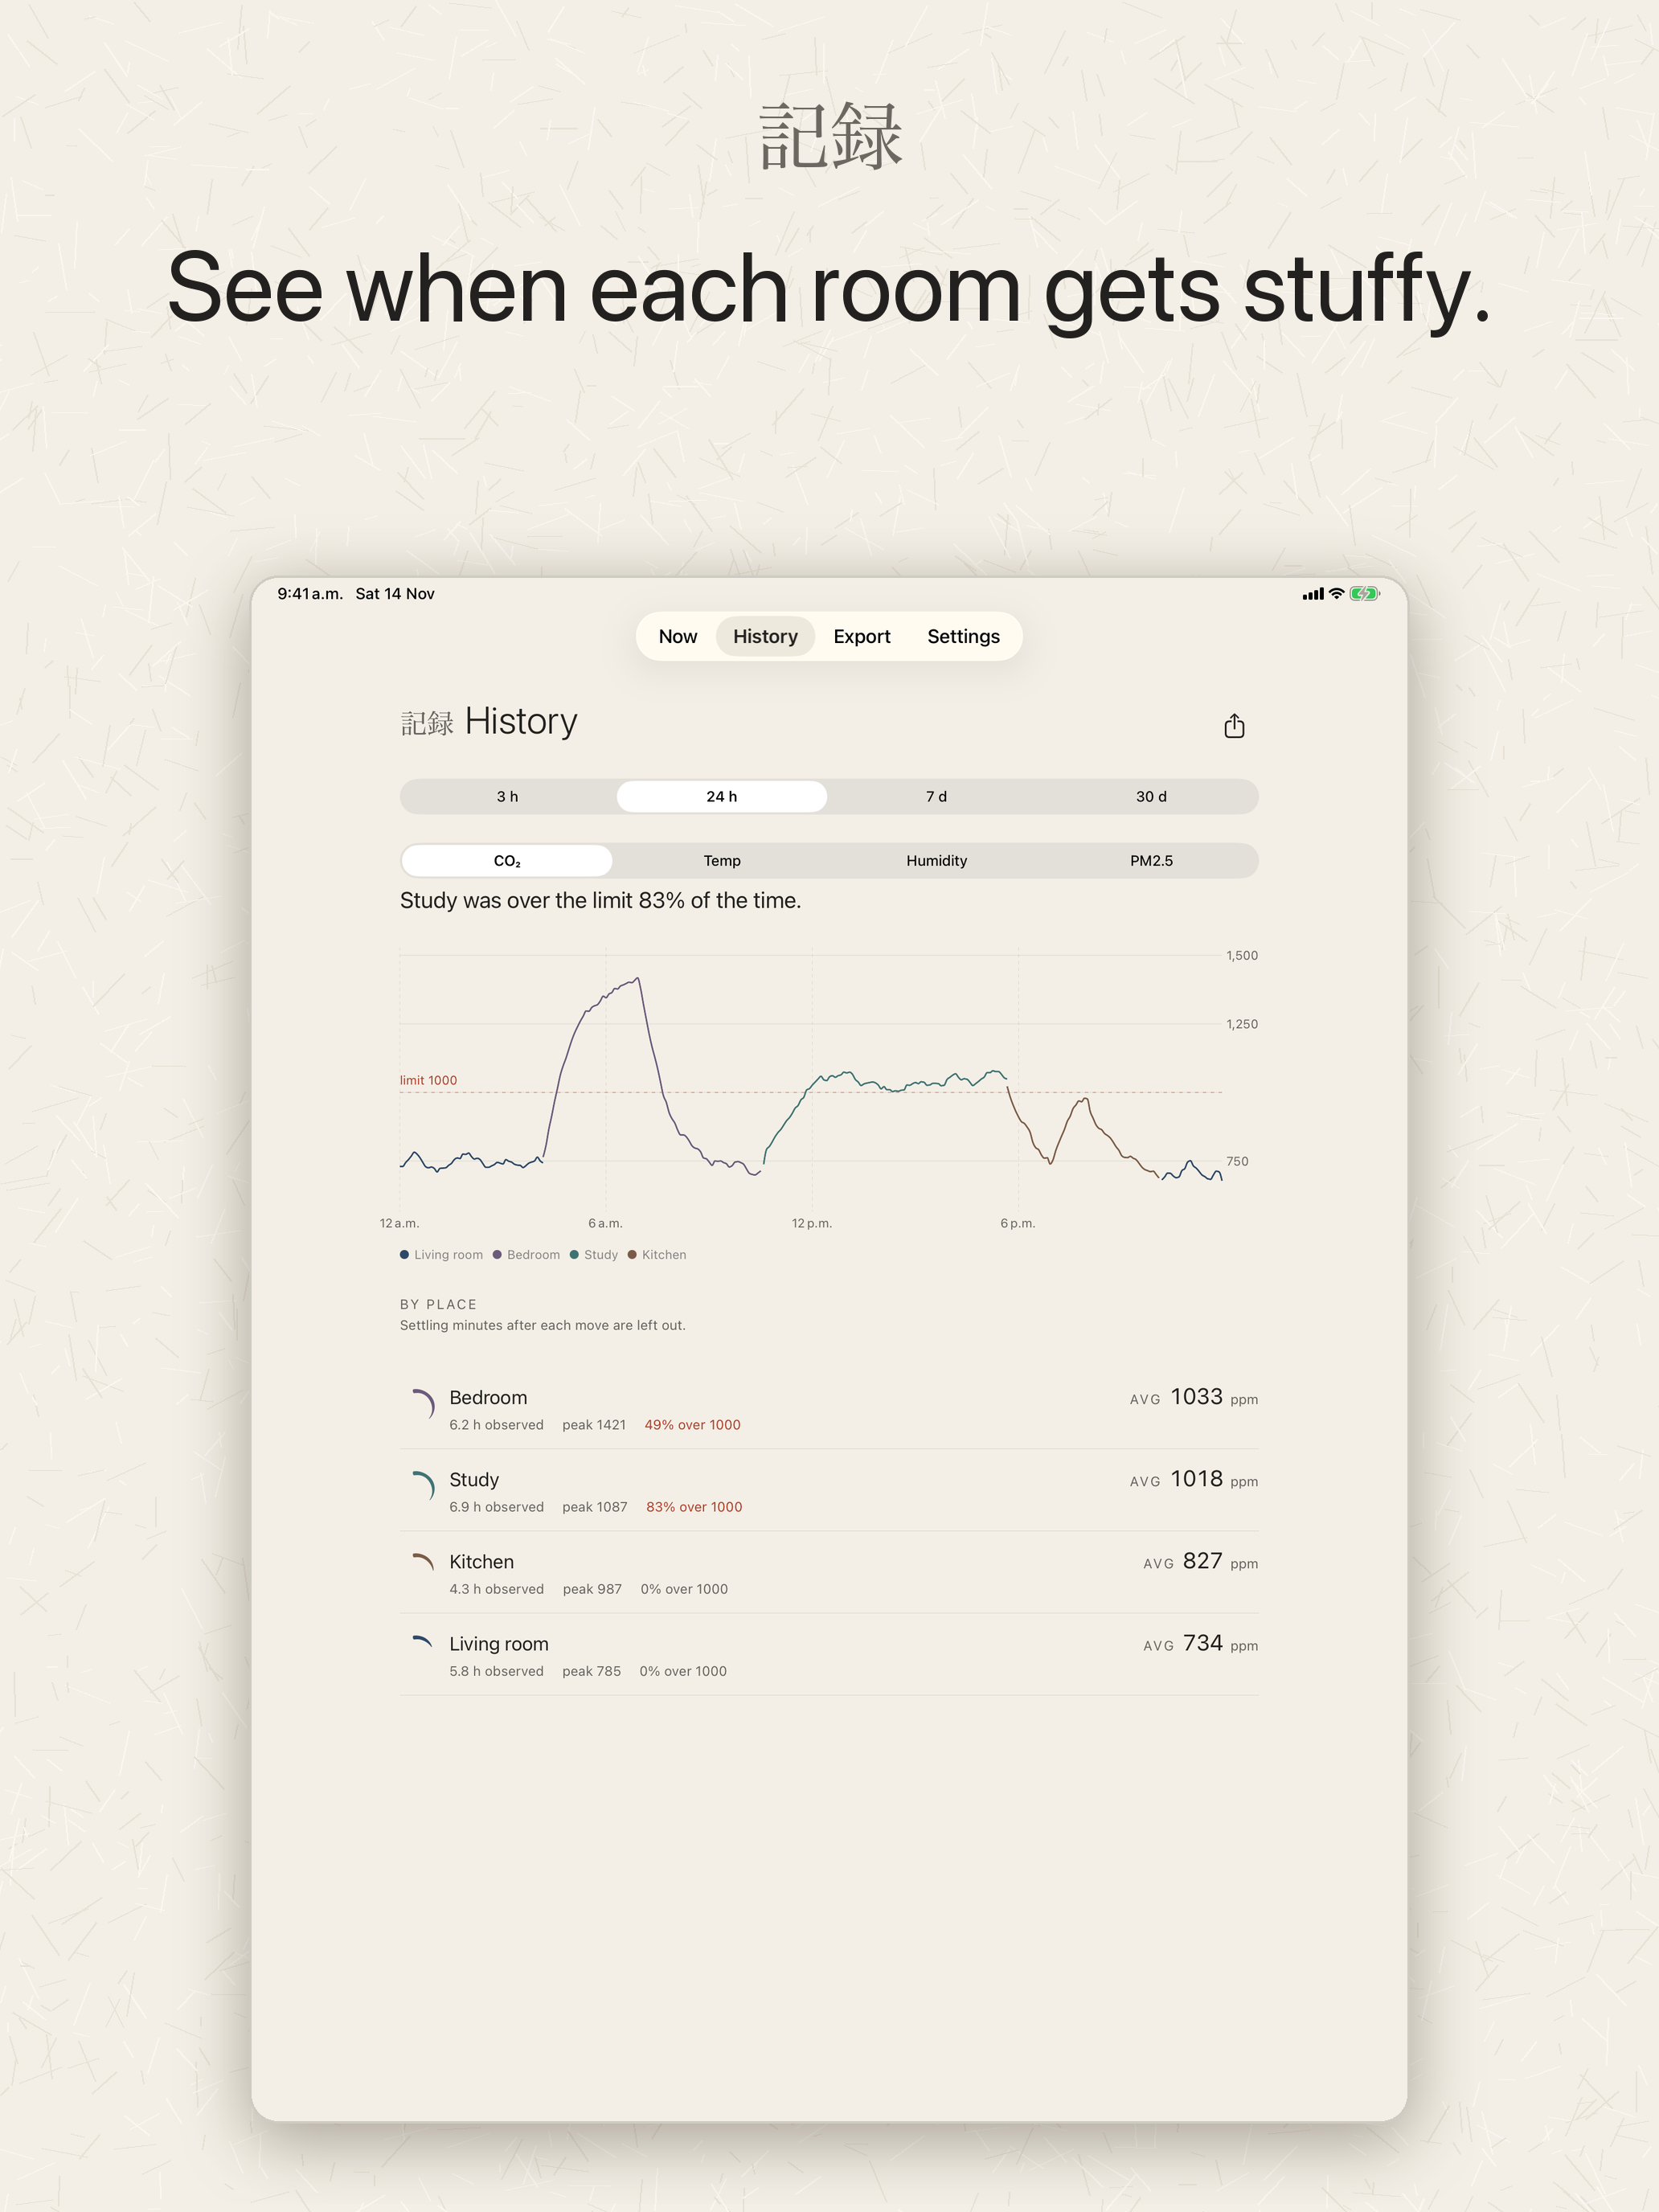 記録
See when each room gets stuffy.
9:41 a.m. Sat 14 Nov
Now History Export Settings
記録 History
3 h 24 h 7 d 30 d
CO₂ Temp Humidity PM2.5
Study was over the limit 83% of the time.
1,500
1,250
limit 1000
750
12 a.m. 6 a.m. 12 p.m. 6 p.m.
Living room Bedroom Study Kitchen
BY PLACE
Settling minutes after each move are left out.
Bedroom AVG 1033 ppm
6.2 h observed peak 1421 49% over 1000
Study AVG 1018 ppm
6.9 h observed peak 1087 83% over 1000
Kitchen AVG 827 ppm
4.3 h observed peak 987 0% over 1000
Living room AVG 734 ppm
5.8 h observed peak 785 0% over 1000